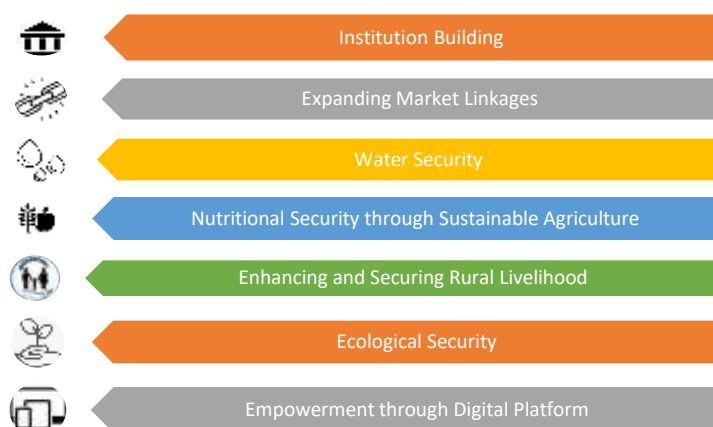 Institution Building
Expanding Market Linkages
Water Security
Nutritional Security through Sustainable Agriculture
Enhancing and Securing Rural Livelihood
Ecological Security
Empowerment through Digital Platform